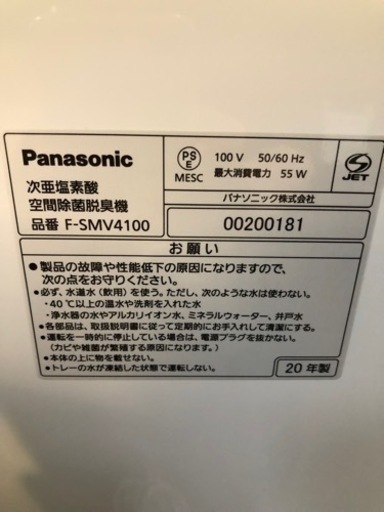 Panasonic
PS E
MESC
100 V 50/60 Hz
最大消費電力 55 W
JET
次亜塩素酸
空間除菌脱臭機
品番 F-SMV4100
パナソニック株式会社
00200181
お願い
●製品の故障や性能低下の原因になりますので、
次の点をお守りください。
●必ず、水道水(飲用)を使う。ただし、次のような水は使わない。
・40℃以上の温水や洗剤を入れた水
・浄水器の水やアルカリイオン水、ミネラルウォーター、井戸水
●各部品は、取扱説明書に従って定期的にお手入れして清潔にする。
●運転を一時的に停止している場合は、電源プラグを抜かない。
(カビや雑菌が繁殖する原因になります)
●本体の上に物を載せない。
●トレーの水が凍結した状態で運転しない。
20年製